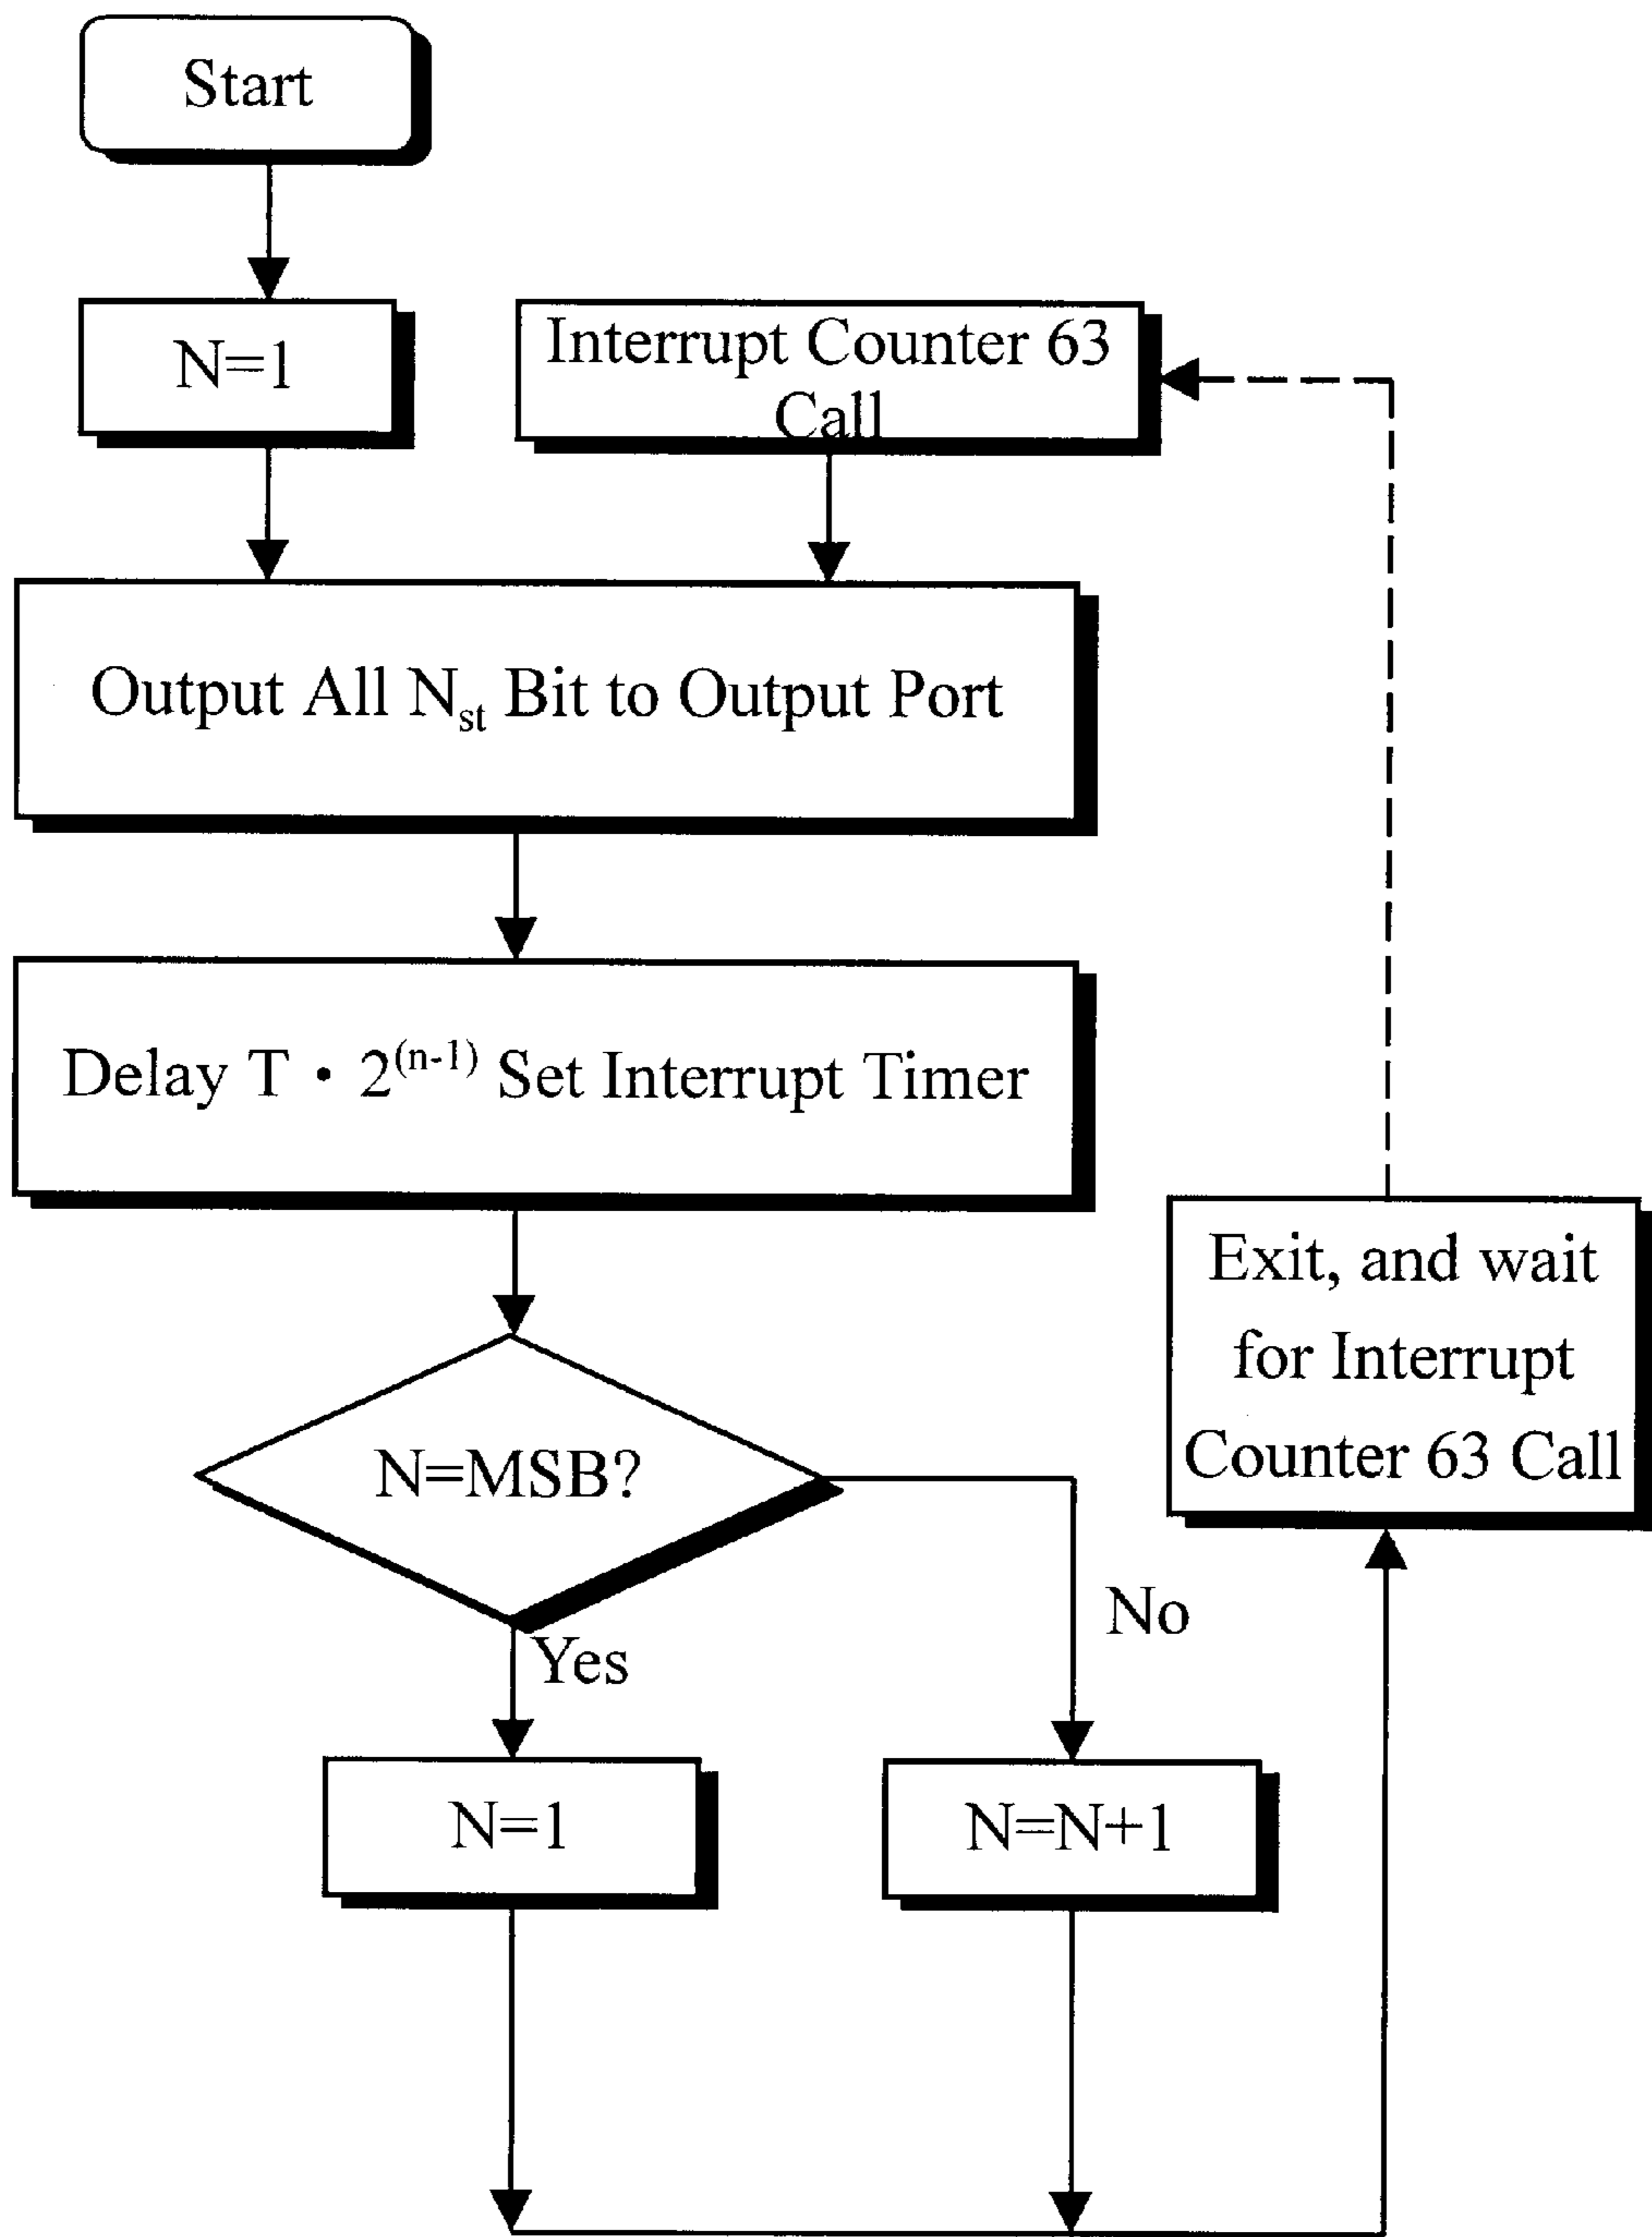 Start
N=1
Interrupt Counter 63
Call
Output All Nst Bit to Output Port
Delay T • 2^(n-1) Set Interrupt Timer
Exit, and wait
for Interrupt
Counter 63 Call
N=MSB?
No
Yes
N=1
N=N+1